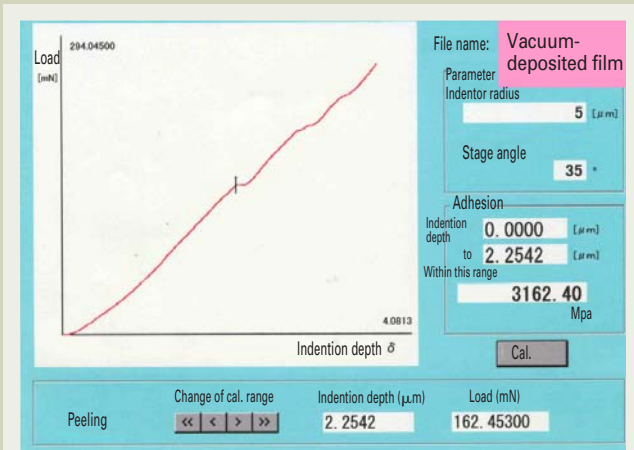 Load
[mN]
294.04500
4.0813
Indention depth δ
File name:
Vacuum-
deposited film
Parameter
Indentor radius
5 [μm]
Stage angle
35 °
Adhesion
Indention
depth
0. 0000 [μm]
to 2. 2542 [μm]
Within this range
3162. 40
Mpa
Cal.
Peeling
Change of cal. range
<< < > >>
Indention depth (μm)
2. 2542
Load (mN)
162. 45300